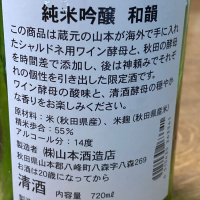 純米吟醸 和韻
この商品は蔵元の山本が海外で手に入れ
たシャルドネ用ワイン酵母と、秋田の酵母
を時間差で添加し、後は神頼みでそれぞれ
の個性を引き出した限定酒です。
ワイン酵母の酸味と、清酒酵母の穏やか
な香りをお楽しみください。
原料:米(秋田県産)、米麹(秋田県産米)
精米歩合:55%
アルコール分:14度
製造者 ㈱山本酒造店
秋田県山本郡八峰町八森字八森269
お酒は20歳になってから
清酒 内容量 720ml